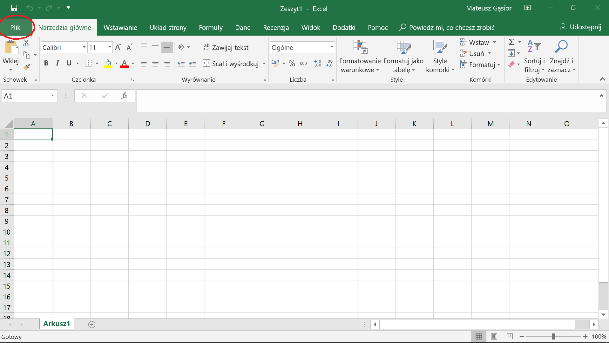 Zeszyt1 - Excel
Mateusz Gąsior
Plik
Narzędzia główne
Wstawianie
Układ strony
Formuły
Dane
Recenzja
Widok
Dodatki
Pomoc
Powiedz mi, co chcesz zrobić
Udostępnij
Wklej
Schowek
Calibri
11
B I U
A
Czcionka
Zawijaj tekst
Scal i wyśrodkuj
Wyrównanie
Ogólne
% 000
Liczba
Formatowanie warunkowe
Formatuj jako tabelę
Style komórki
Style
Wstaw
Usuń
Formatuj
Komórki
Sortuj i filtruj
Znajdź i zaznacz
Edytowanie
A1
fx
A B C D E F G H I J K L M N O
1
2
3
4
5
6
7
8
9
10
11
12
13
14
15
16
17
18
Arkusz1
Gotowy
100%